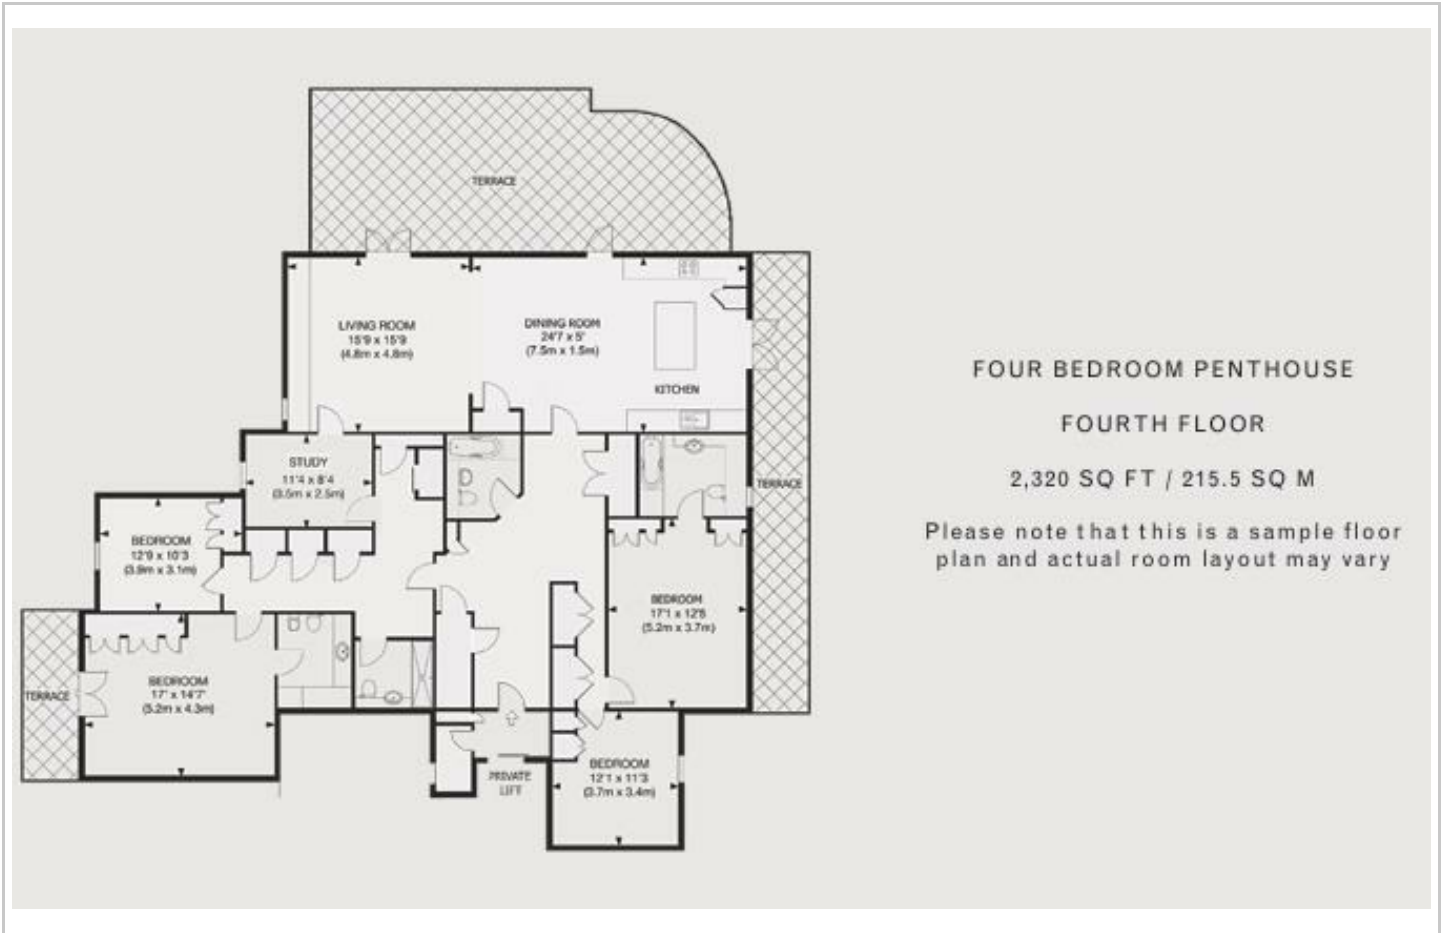 TERRACE
LIVING ROOM
15'9 x 15'9
(4.8m x 4.8m)
DINING ROOM
24'7 x 5'
(7.5m x 1.5m)
KITCHEN
STUDY
11'4 x 8'4
(3.5m x 2.5m)
TERRACE
BEDROOM
12'9 x 10'3
(3.9m x 3.1m)
BEDROOM
17'1 x 12'8
(5.2m x 3.7m)
BEDROOM
17' x 14'7'
(5.2m x 4.3m)
TERRACE
BEDROOM
12'1 x 11'3
(3.7m x 3.4m)
PRIVATE
LIFT
FOUR BEDROOM PENTHOUSE
FOURTH FLOOR
2,320 SQ FT / 215.5 SQ M
Please note that this is a sample floor
plan and actual room layout may vary